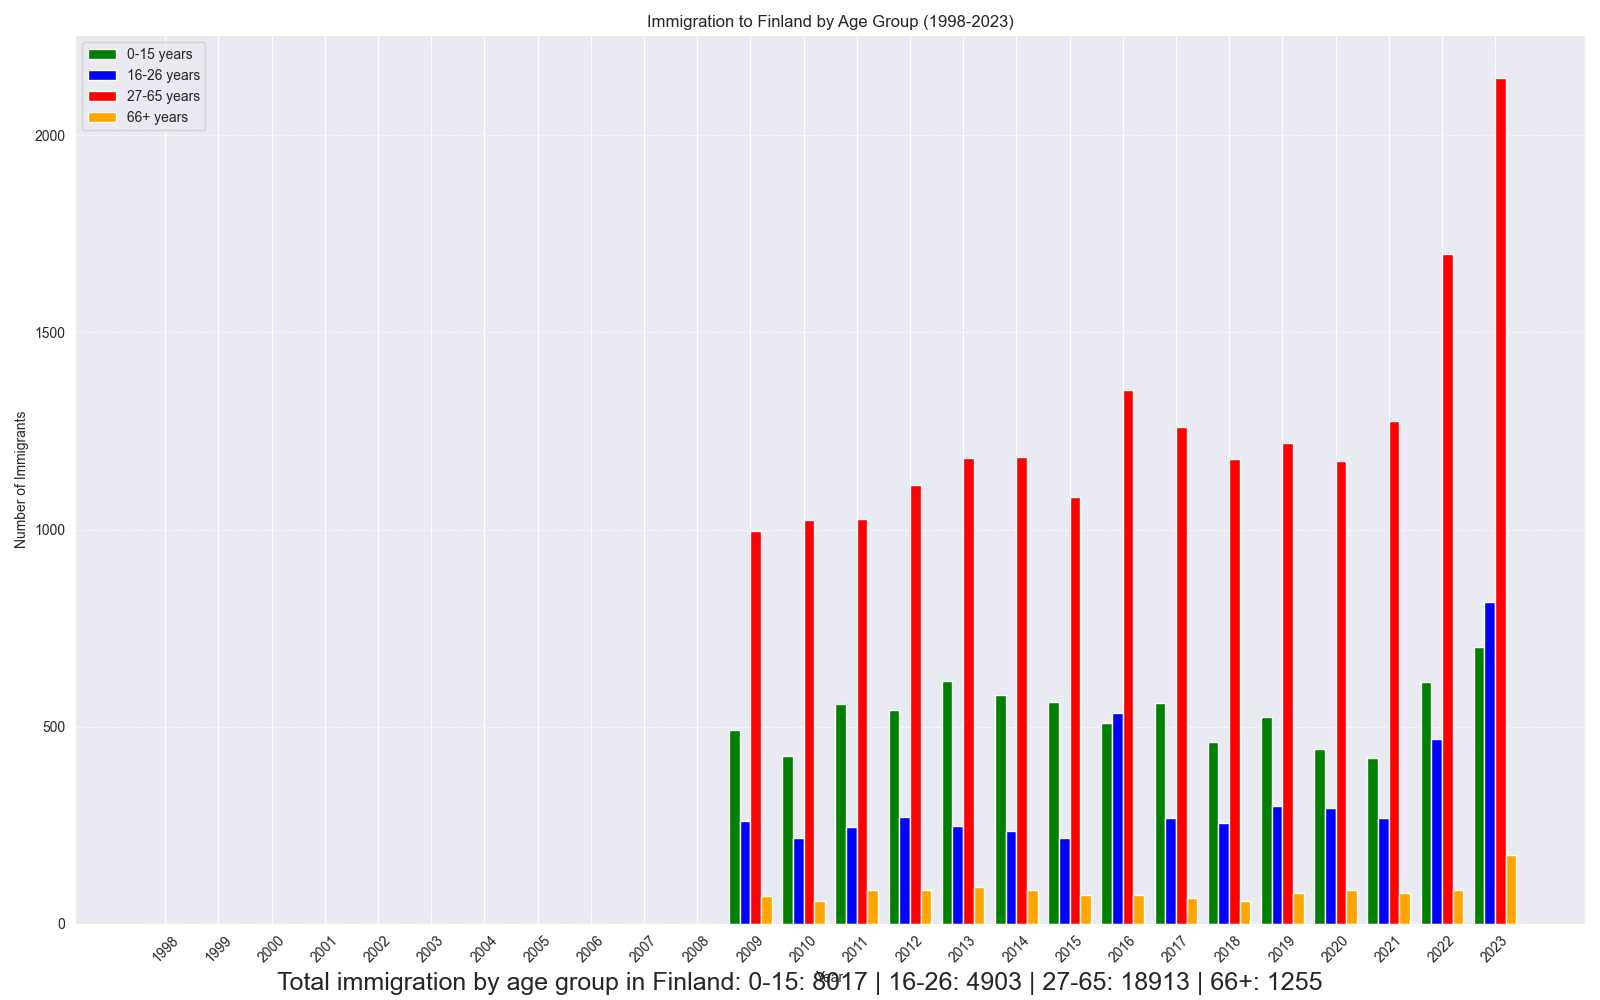 Immigration to Finland by Age Group (1998-2023)
0-15 years
16-26 years
27-65 years
66+ years
Number of Immigrants
2000
1500
1000
500
0
1998 1999 2000 2001 2002 2003 2004 2005 2006 2007 2008 2009 2010 2011 2012 2013 2014 2015 2016 2017 2018 2019 2020 2021 2022 2023
Year
Total immigration by age group in Finland: 0-15: 8017 | 16-26: 4903 | 27-65: 18913 | 66+: 1255